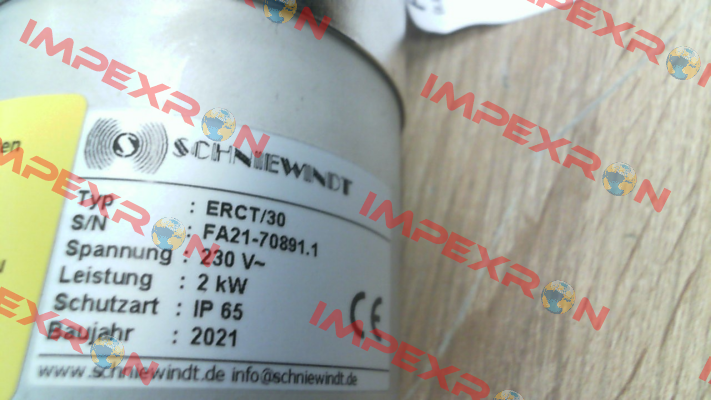 SCHNIEWINDT
Typ : ERCT/30
S/N : FA21-70891.1
Spannung : 230 V~
Leistung : 2 kW
Schutzart : IP 65
Baujahr : 2021
CE
www.schniewindt.de info@schniewindt.de
IMPEXRON
IMPEXRON
IMPEXRON
IMPEXRON
IMPEXRON